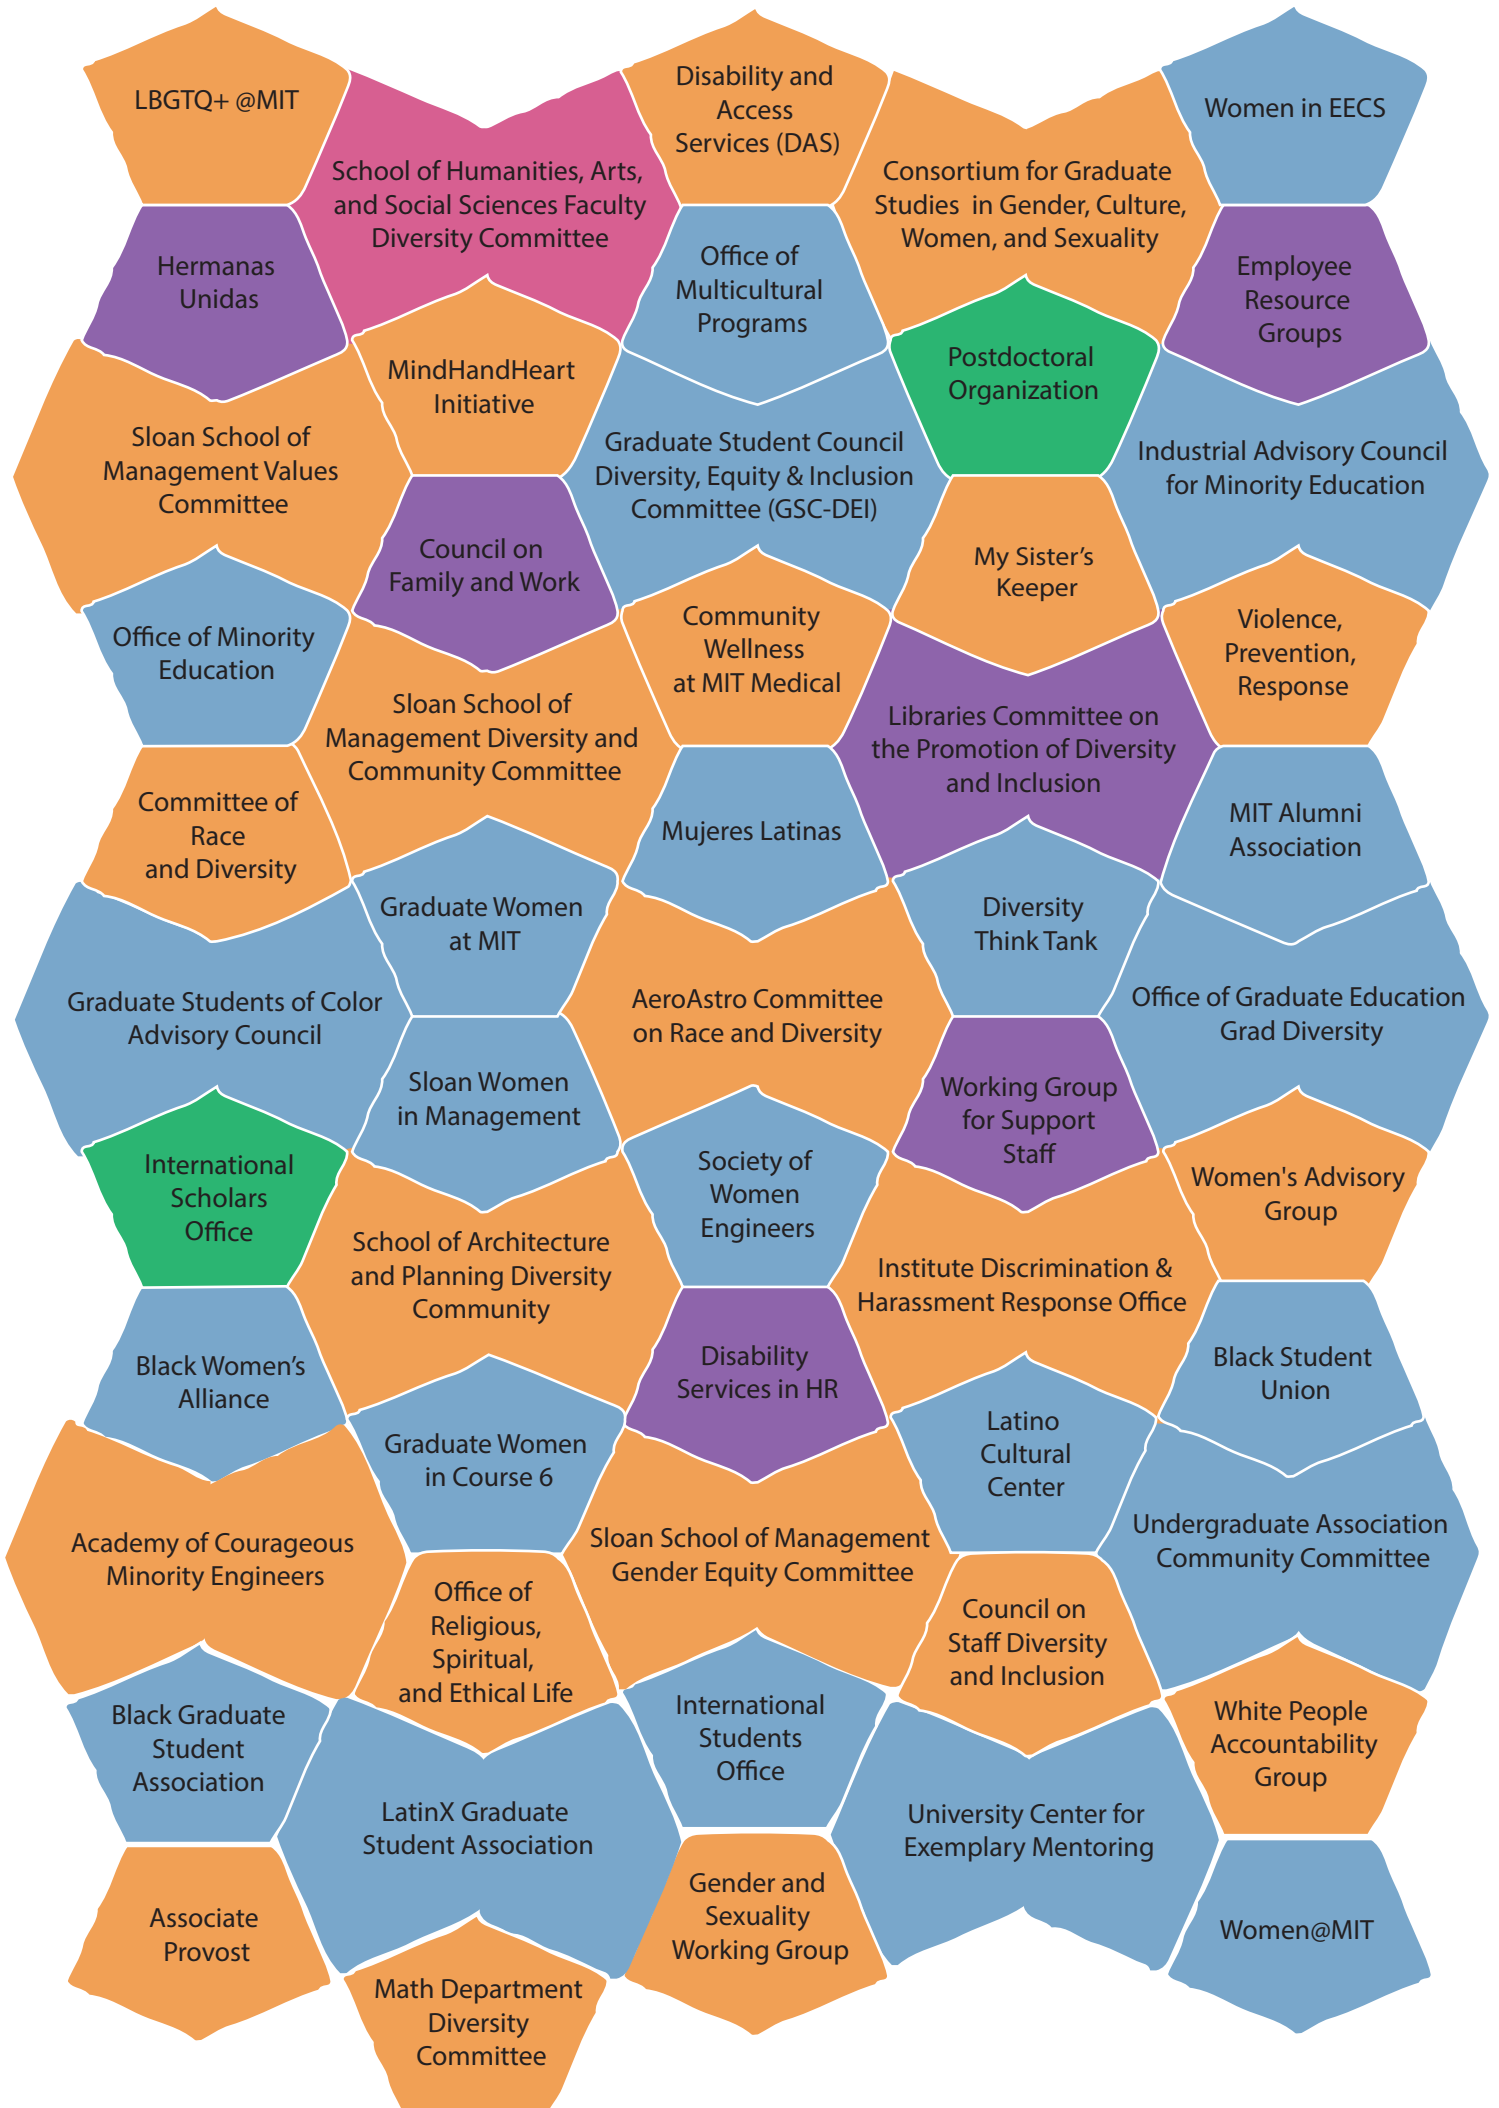 LBGTQ+ @MIT
Disability and
Access
Services (DAS)
Women in EECS
School of Humanities, Arts,
and Social Sciences Faculty
Diversity Committee
Consortium for Graduate
Studies in Gender, Culture,
Women, and Sexuality
Hermanas
Unidas
Office of
Multicultural
Programs
Employee
Resource
Groups
MindHandHeart
Initiative
Postdoctoral
Organization
Sloan School of
Management Values
Committee
Graduate Student Council
Diversity, Equity & Inclusion
Committee (GSC-DEI)
Industrial Advisory Council
for Minority Education
Council on
Family and Work
My Sister’s
Keeper
Office of Minority
Education
Community
Wellness
at MIT Medical
Violence,
Prevention,
Response
Sloan School of
Management Diversity and
Community Committee
Libraries Committee on
the Promotion of Diversity
and Inclusion
Committee of
Race
and Diversity
Mujeres Latinas
MIT Alumni
Association
Graduate Women
at MIT
Diversity
Think Tank
Graduate Students of Color
Advisory Council
AeroAstro Committee
on Race and Diversity
Office of Graduate Education
Grad Diversity
Sloan Women
in Management
Working Group
for Support
Staff
International
Scholars
Office
Society of
Women
Engineers
Women's Advisory
Group
School of Architecture
and Planning Diversity
Community
Institute Discrimination &
Harassment Response Office
Black Women’s
Alliance
Disability
Services in HR
Black Student
Union
Graduate Women
in Course 6
Latino
Cultural
Center
Academy of Courageous
Minority Engineers
Sloan School of Management
Gender Equity Committee
Undergraduate Association
Community Committee
Office of
Religious,
Spiritual,
and Ethical Life
Council on
Staff Diversity
and Inclusion
Black Graduate
Student
Association
International
Students
Office
White People
Accountability
Group
LatinX Graduate
Student Association
University Center for
Exemplary Mentoring
Associate
Provost
Gender and
Sexuality
Working Group
Women@MIT
Math Department
Diversity
Committee